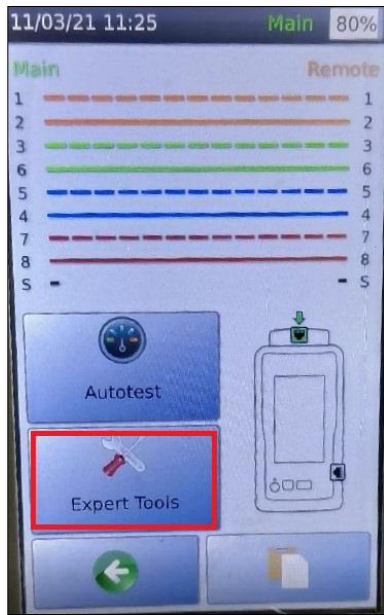 11/03/21 11:25 Main 80%
Main Remote
1 1
2 2
3 3
6 6
5 5
4 4
7 7
8 8
S - - S
Autotest
Expert Tools